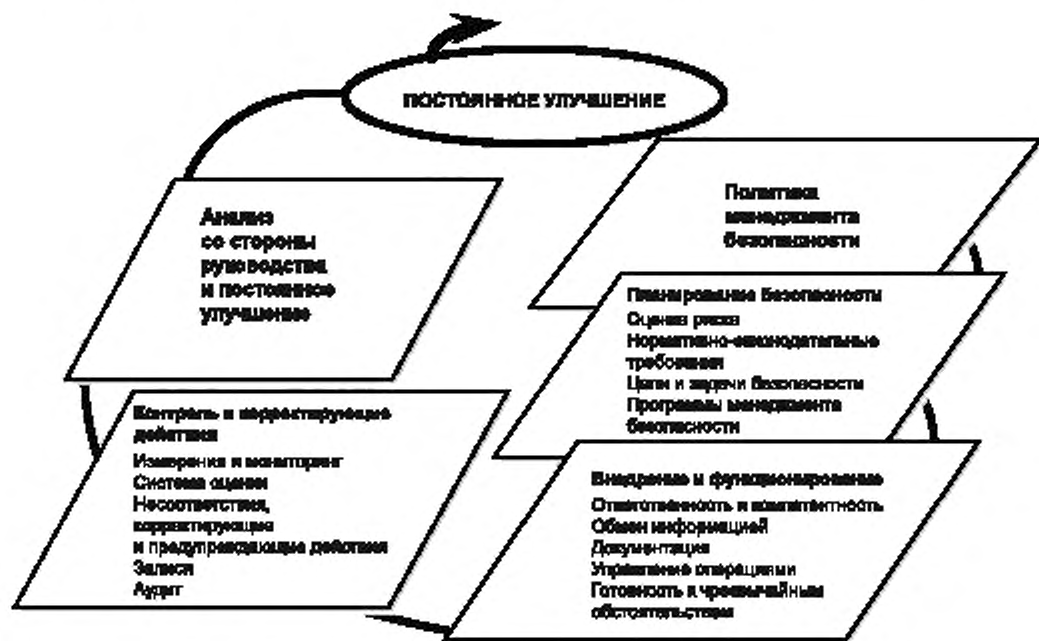 ПОСТОЯННОЕ УЛУЧШЕНИЕ
Политика
менеджмента
безопасности
Планирование безопасности
Оценка риска
Нормативно-законодательные
требования
Цели и задачи безопасности
Программы менеджмента
безопасности
Внедрение и функционирование
Ответственность и компетентность
Обмен информацией
Документация
Управление операциями
Готовность к чрезвычайным
обстоятельствам
Контроль и корректирующие
действия
Измерения и мониторинг
Система оценки
Несоответствия,
корректирующие
и предупреждающие действия
Записи
Аудит
Анализ
со стороны
руководства
и постоянное
улучшение